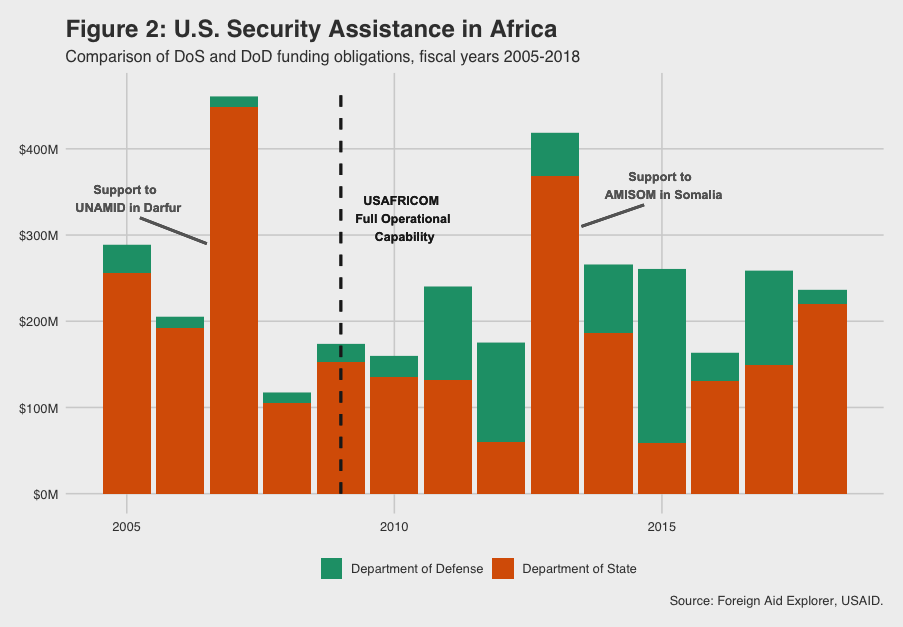 Figure 2: U.S. Security Assistance in Africa
Comparison of DoS and DoD funding obligations, fiscal years 2005-2018
$400M
$300M
$200M
$100M
$0M
Support to
UNAMID in Darfur
USAFRICOM
Full Operational
Capability
Support to
AMISOM in Somalia
2005
2010
2015
Department of Defense
Department of State
Source: Foreign Aid Explorer, USAID.